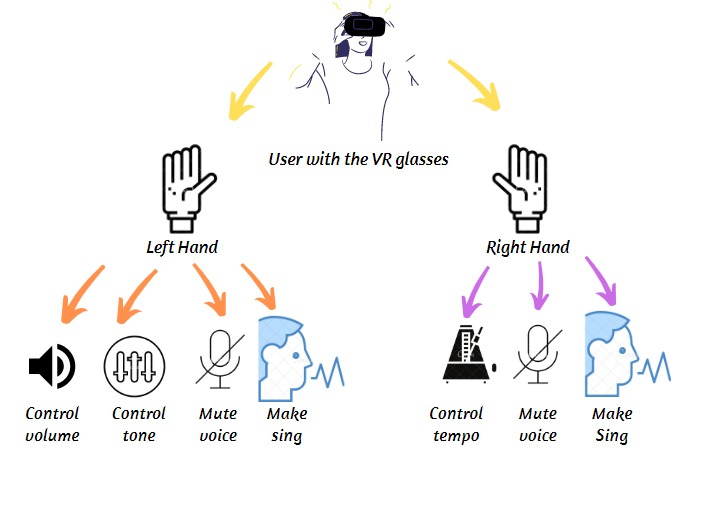 User with the VR glasses
Left Hand
Right Hand
Control
volume
Control
tone
Mute
voice
Make
sing
Control
tempo
Mute
voice
Make
Sing